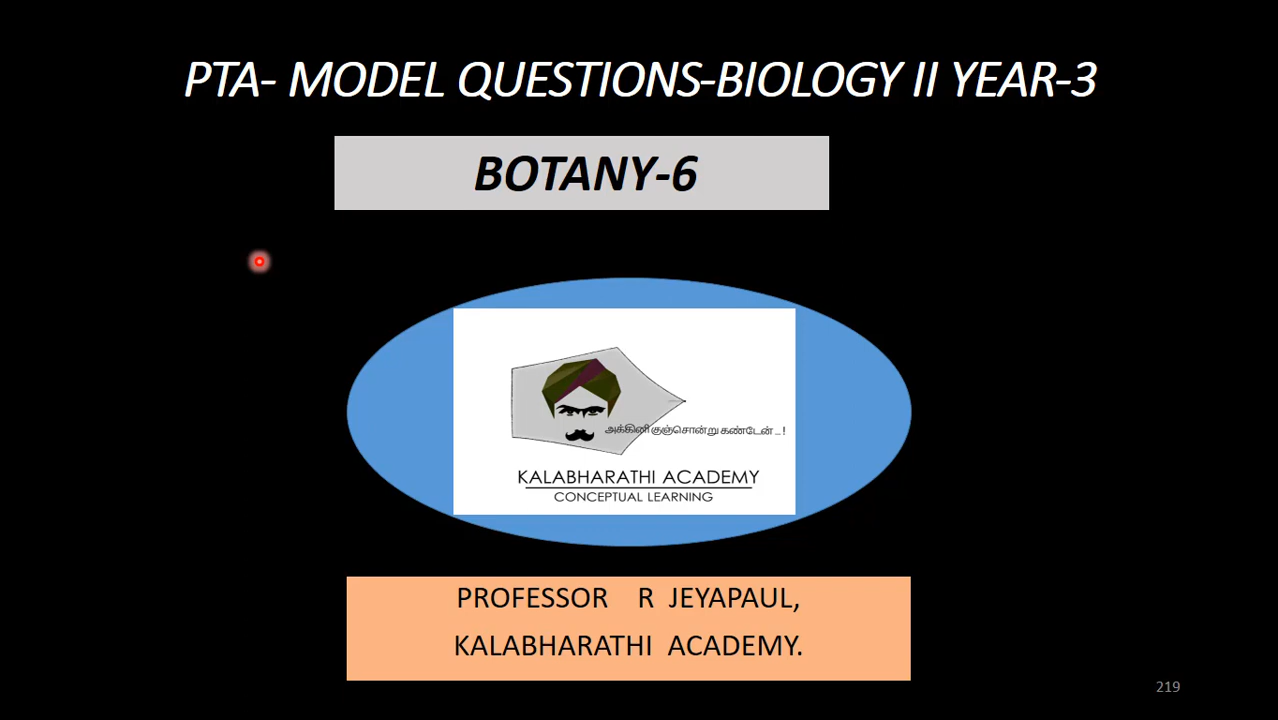 PTA- MODEL QUESTIONS-BIOLOGY II YEAR-3
BOTANY-6
அக்கினி குஞ்சொன்று கண்டேன் ...!
KALABHARATHI ACADEMY
CONCEPTUAL LEARNING
PROFESSOR R JEYAPAUL,
KALABHARATHI ACADEMY.
219